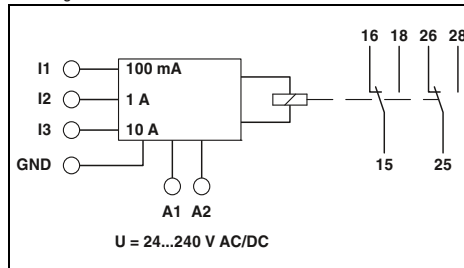 16 18 26 28
I1 100 mA
I2 1 A
I3 10 A
GND
15 25
A1 A2
U = 24...240 V AC/DC